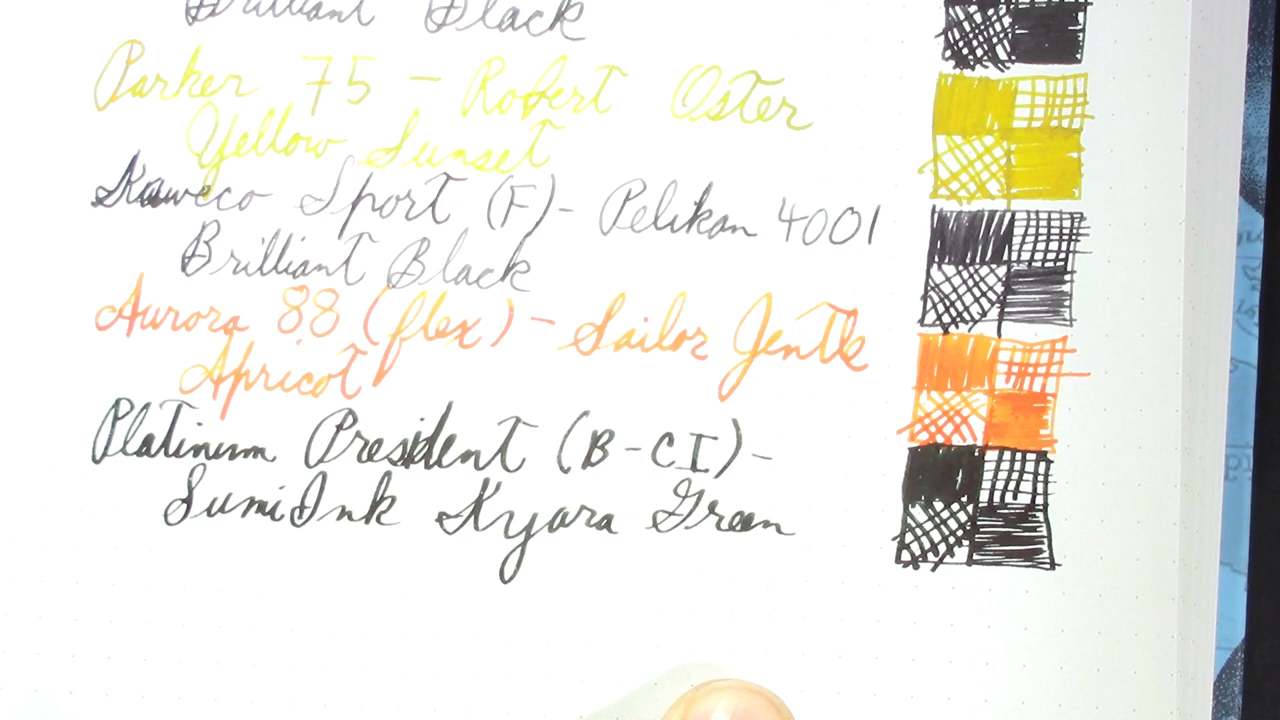 Brilliant Black
Parker 75 - Robert Oster
Yellow Sunset
Kaweco Sport (F) - Pelikan 4001
Brilliant Black
Aurora 88 (flex) - Sailor Jentle
Apricot
Platinum President (B-CI) -
Sumi Ink Kyara Green